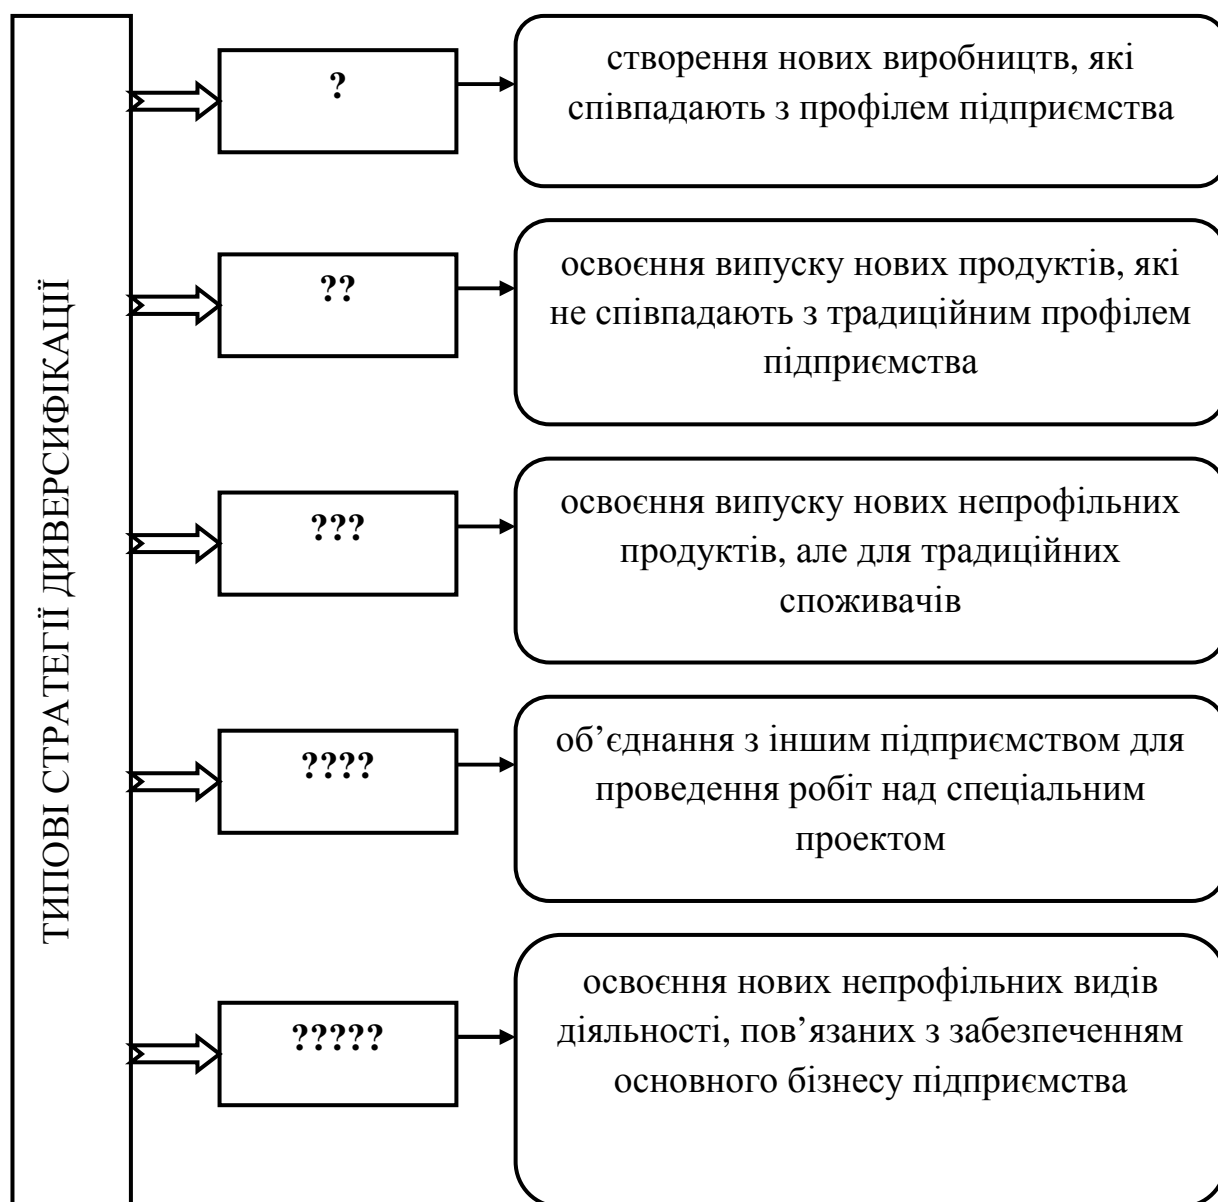 ТИПОВІ СТРАТЕГІЇ ДИВЕРСИФІКАЦІЇ
?
створення нових виробництв, які
співпадають з профілем підприємства
??
освоєння випуску нових продуктів, які
не співпадають з традиційним профілем
підприємства
???
освоєння випуску нових непрофільних
продуктів, але для традиційних
споживачів
????
об’єднання з іншим підприємством для
проведення робіт над спеціальним
проектом
?????
освоєння нових непрофільних видів
діяльності, пов’язаних з забезпеченням
основного бізнесу підприємства